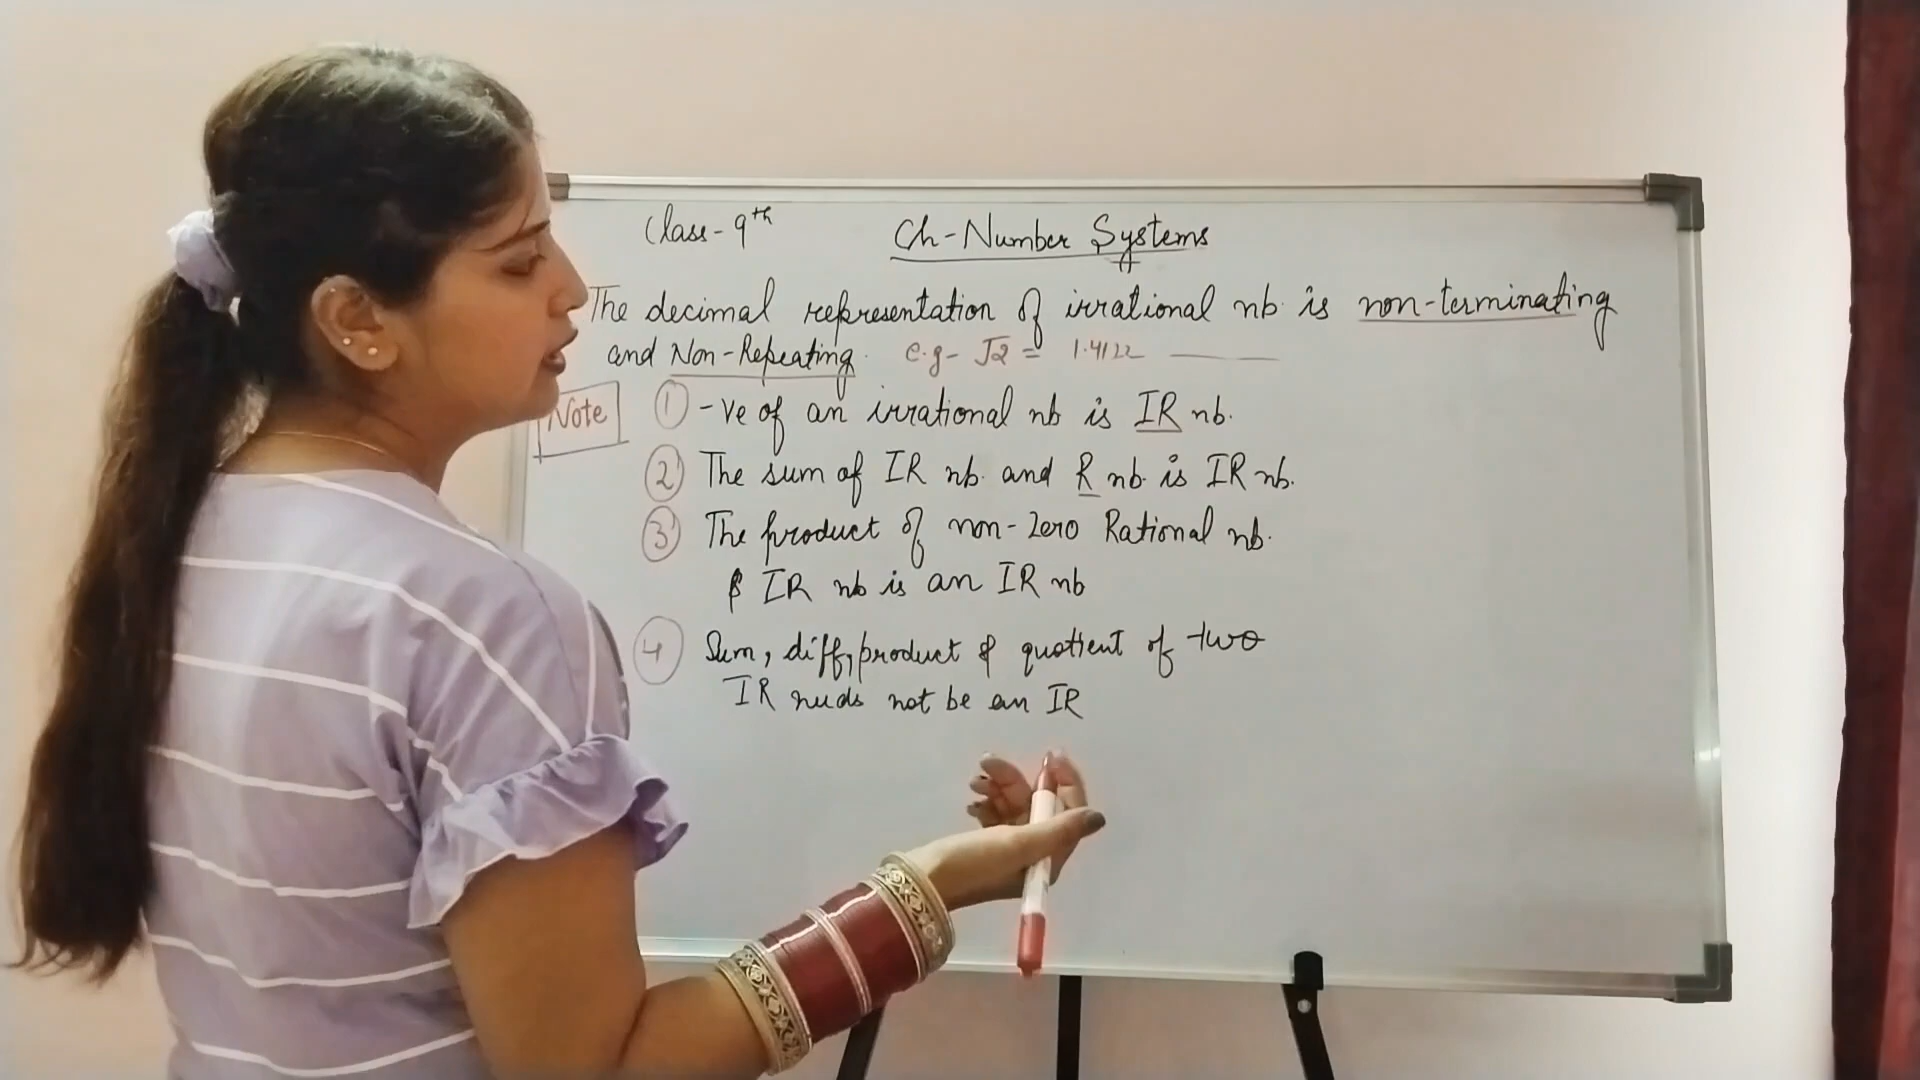 Class-9th
Ch-Number Systems
The decimal representation of irrational nb. is non-terminating
and Non-Repeating. e.g- √2 = 1.4122 ———
Note
① -ve of an irrational nb is IR nb.
② The sum of IR nb. and R nb. is IR nb.
③ The product of non-zero Rational nb.
& IR nb is an IR nb
④ Sum, diff, product & quotient of two
IR needs not be an IR